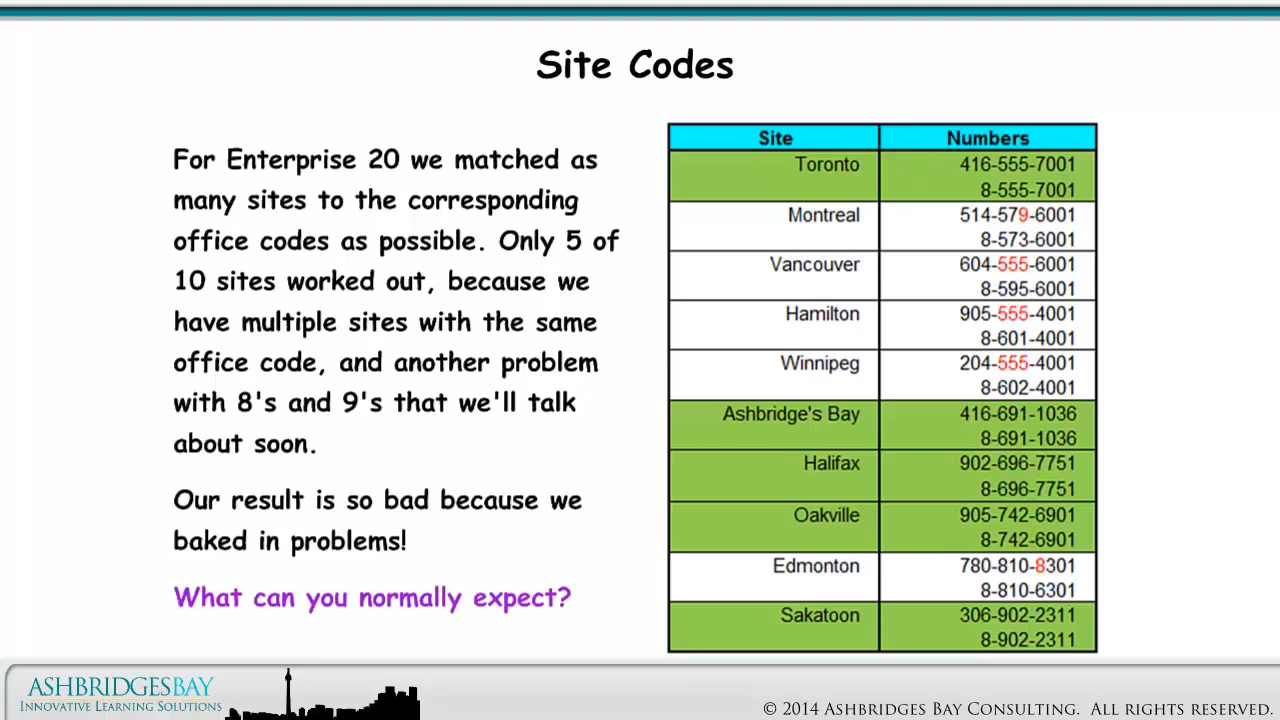 Site Codes
For Enterprise 20 we matched as
many sites to the corresponding
office codes as possible. Only 5 of
10 sites worked out, because we
have multiple sites with the same
office code, and another problem
with 8's and 9's that we'll talk
about soon.
Our result is so bad because we
baked in problems!
What can you normally expect?
Site Numbers
Toronto 416-555-7001
8-555-7001
Montreal 514-579-6001
8-573-6001
Vancouver 604-555-6001
8-595-6001
Hamilton 905-555-4001
8-601-4001
Winnipeg 204-555-4001
8-602-4001
Ashbridge's Bay 416-691-1036
8-691-1036
Halifax 902-696-7751
8-696-7751
Oakville 905-742-6901
8-742-6901
Edmonton 780-810-8301
8-810-6301
Sakatoon 306-902-2311
8-902-2311
ASHBRIDGESBAY
INNOVATIVE LEARNING SOLUTIONS
© 2014 ASHBRIDGES BAY CONSULTING. ALL RIGHTS RESERVED.